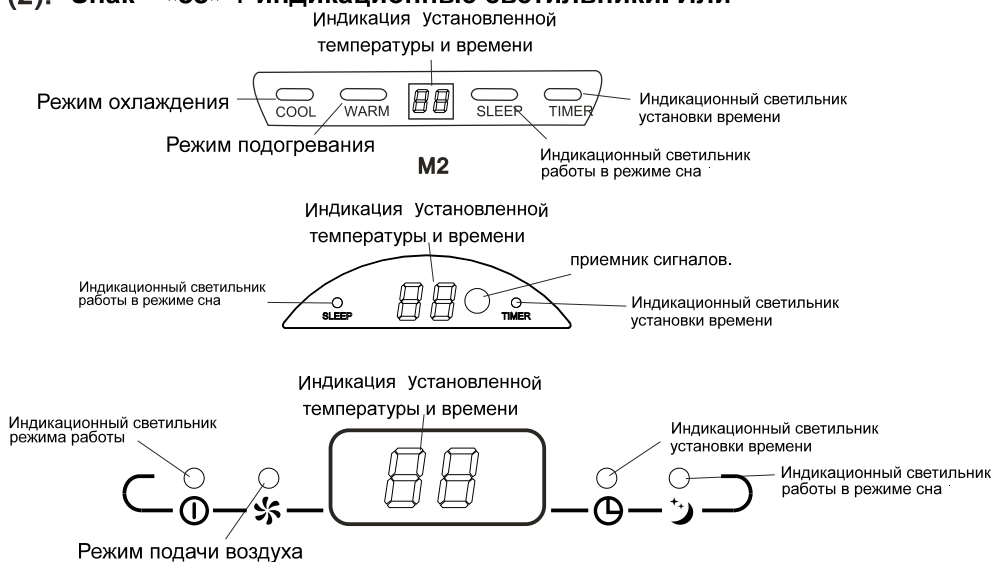 (2). Знак "88" + индикационные светильники. Или
Индикация Установленной
температуры и времени
Режим охлаждения
COOL
WARM
88
SLEEP
TIMER
Индикационный светильник
установки времени
Режим подогревания
Индикационный светильник
работы в режиме сна
M2
Индикация Установленной
температуры и времени
приемник сигналов.
Индикационный светильник
работы в режиме сна
88
SLEEP
TIMER
Индикационный светильник
установки времени
Индикация Установленной
температуры и времени
Индикационный светильник
режима работы
88
Индикационный светильник
установки времени
Индикационный светильник
работы в режиме сна
Режим подачи воздуха